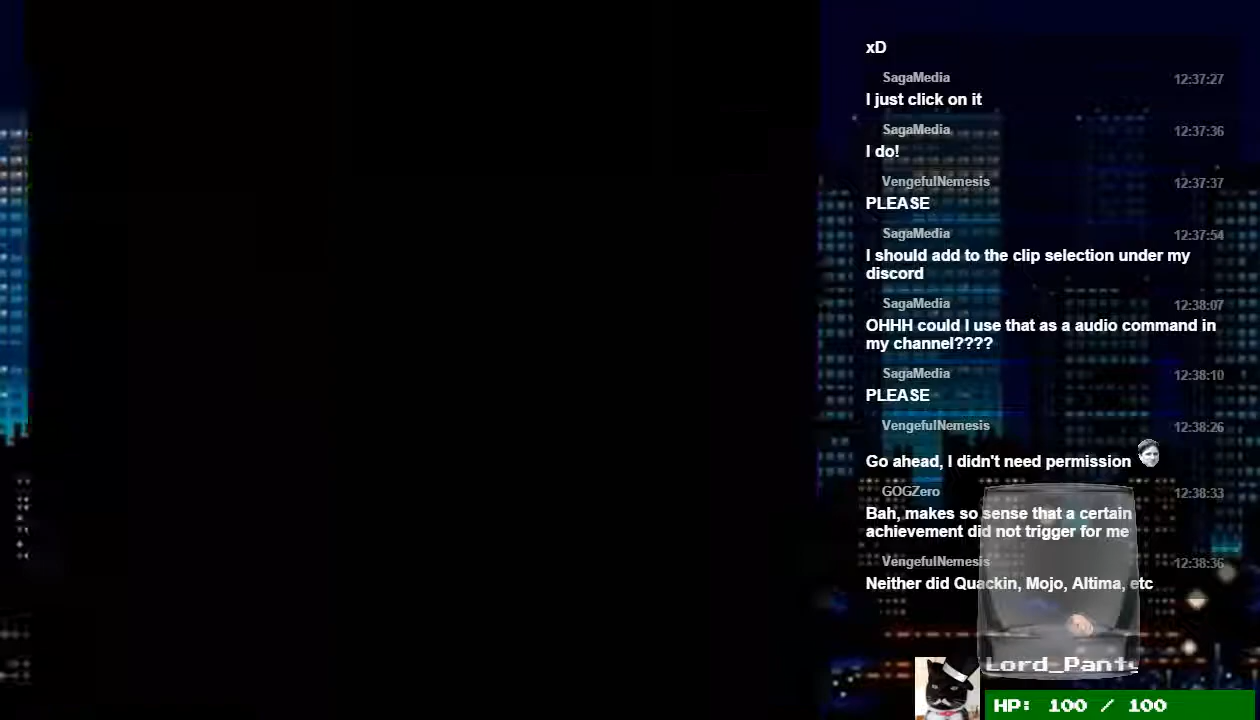 xD
SagaMedia 12:37:27
I just click on it
SagaMedia 12:37:36
I do!
VengefulNemesis 12:37:37
PLEASE
SagaMedia 12:37:54
I should add to the clip selection under my
discord
SagaMedia 12:38:07
OHHH could I use that as a audio command in
my channel????
SagaMedia 12:38:10
PLEASE
VengefulNemesis 12:38:26
Go ahead, I didn't need permission
GOGZero 12:38:33
Bah, makes so sense that a certain
achievement did not trigger for me
VengefulNemesis 12:38:36
Neither did Quackin, Mojo, Altima, etc
Lord_Panty
HP: 100 / 100